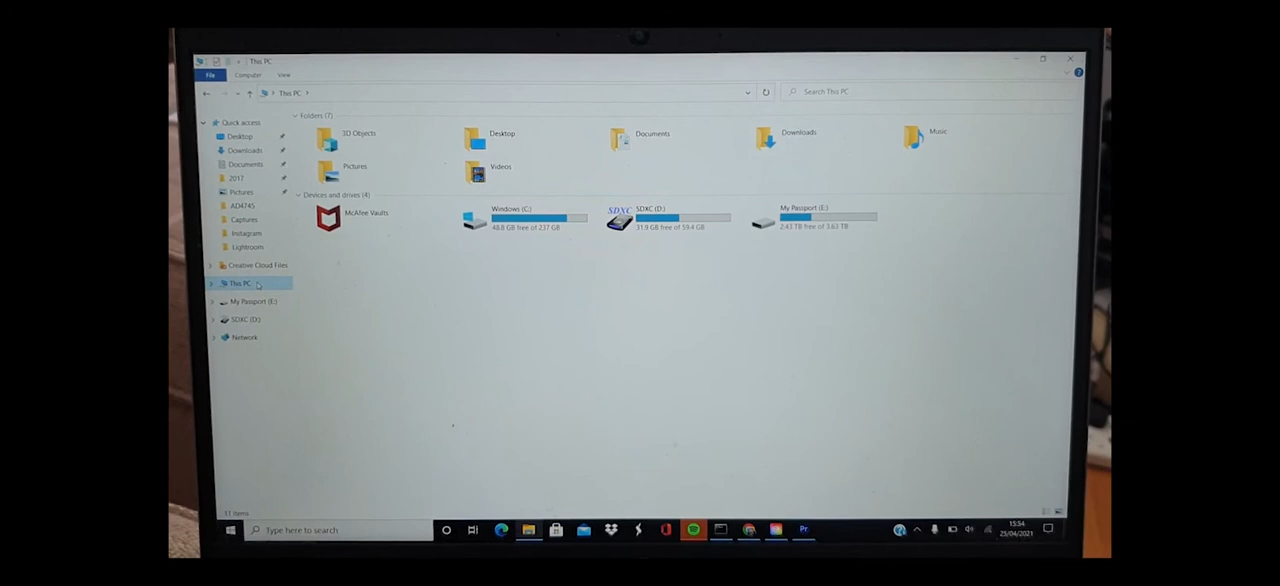 This PC
File Computer View
This PC
Search This PC
Quick access
Desktop
Downloads
Documents
2017
Pictures
AD4745
Captures
Instagram
Lightroom
Creative Cloud Files
This PC
My Passport (E:)
SDXC (D:)
Network
Folders (7)
3D Objects
Desktop
Documents
Downloads
Music
Pictures
Videos
Devices and drives (4)
McAfee Vaults
Windows (C:)
48.8 GB free of 237 GB
SDXC
SDXC (D:)
31.9 GB free of 59.4 GB
My Passport (E:)
2.43 TB free of 3.63 TB
11 items
Type here to search
Pr
15:54
25/04/2021